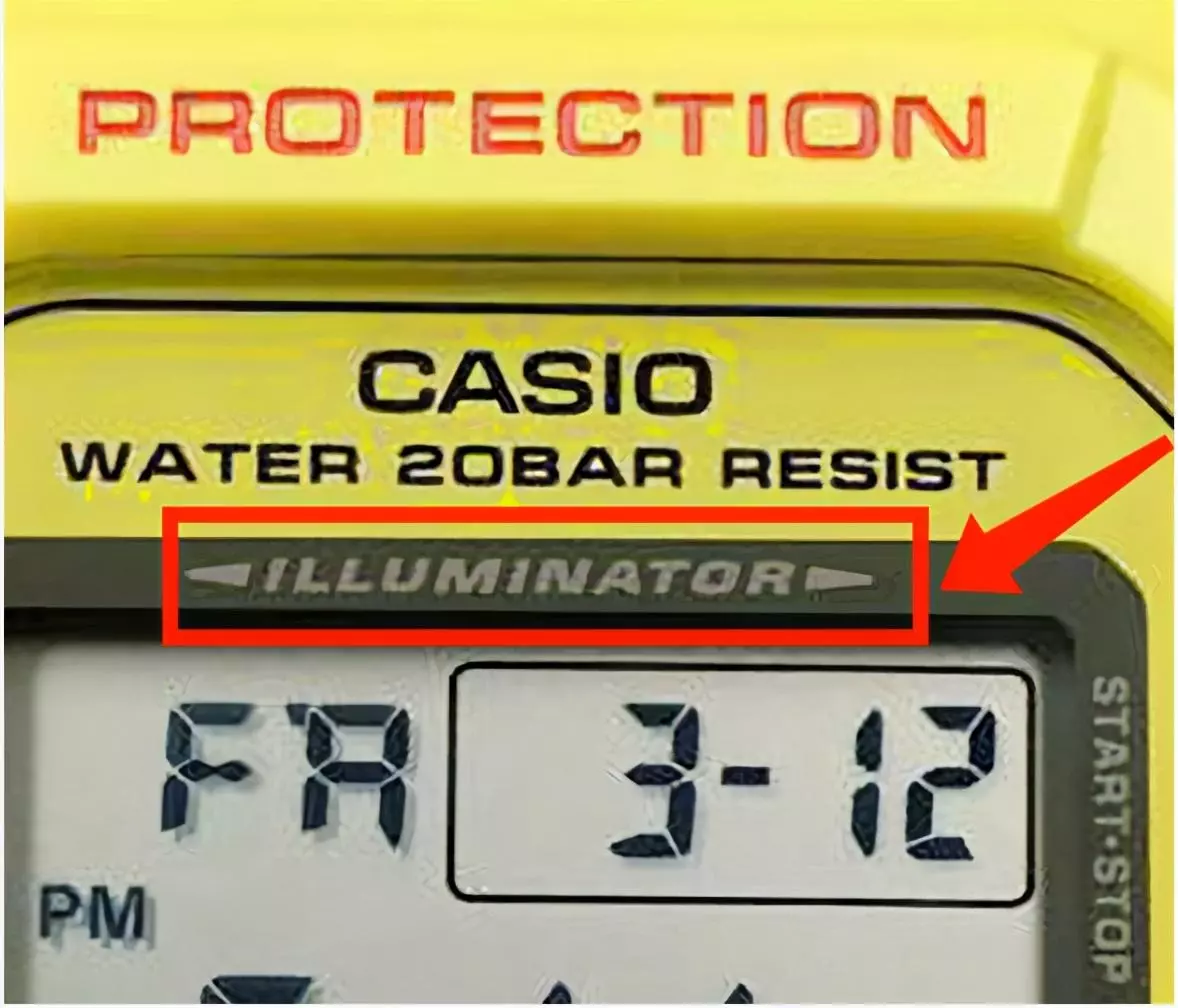 PROTECTION
CASIO
WATER 20BAR RESIST
ILLUMINATOR
FR 3-12
PM
START•STOP